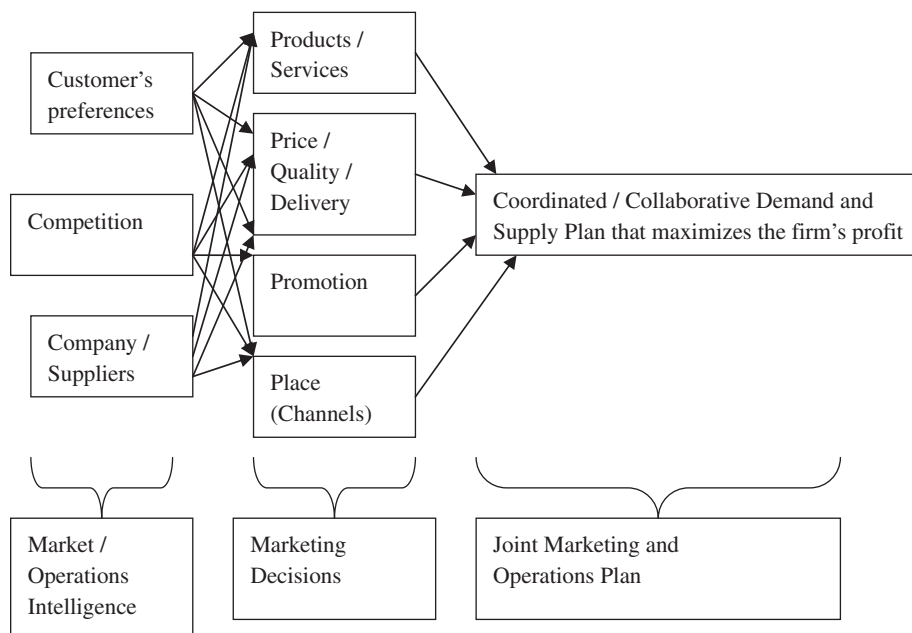 Customer's
preferences
Competition
Company /
Suppliers
Products /
Services
Price /
Quality /
Delivery
Promotion
Place
(Channels)
Coordinated / Collaborative Demand and
Supply Plan that maximizes the firm's profit
Market /
Operations
Intelligence
Marketing
Decisions
Joint Marketing and
Operations Plan